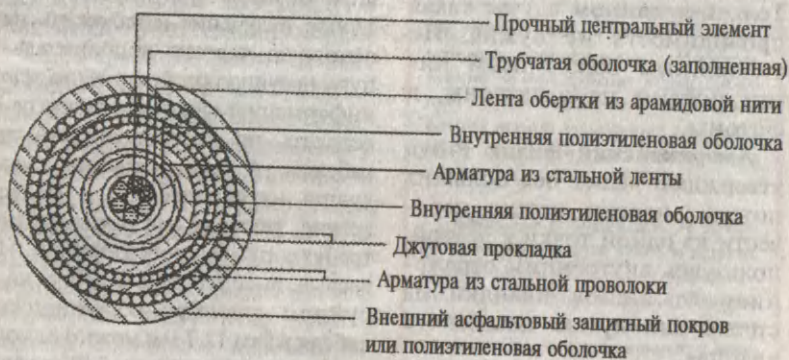 Прочный центральный элемент
Трубчатая оболочка (заполненная)
Лента обертки из арамидовой нити
Внутренняя полиэтиленовая оболочка
Арматура из стальной ленты
Внутренняя полиэтиленовая оболочка
Джутовая прокладка
Арматура из стальной проволоки
Внешний асфальтовый защитный покров
или полиэтиленовая оболочка